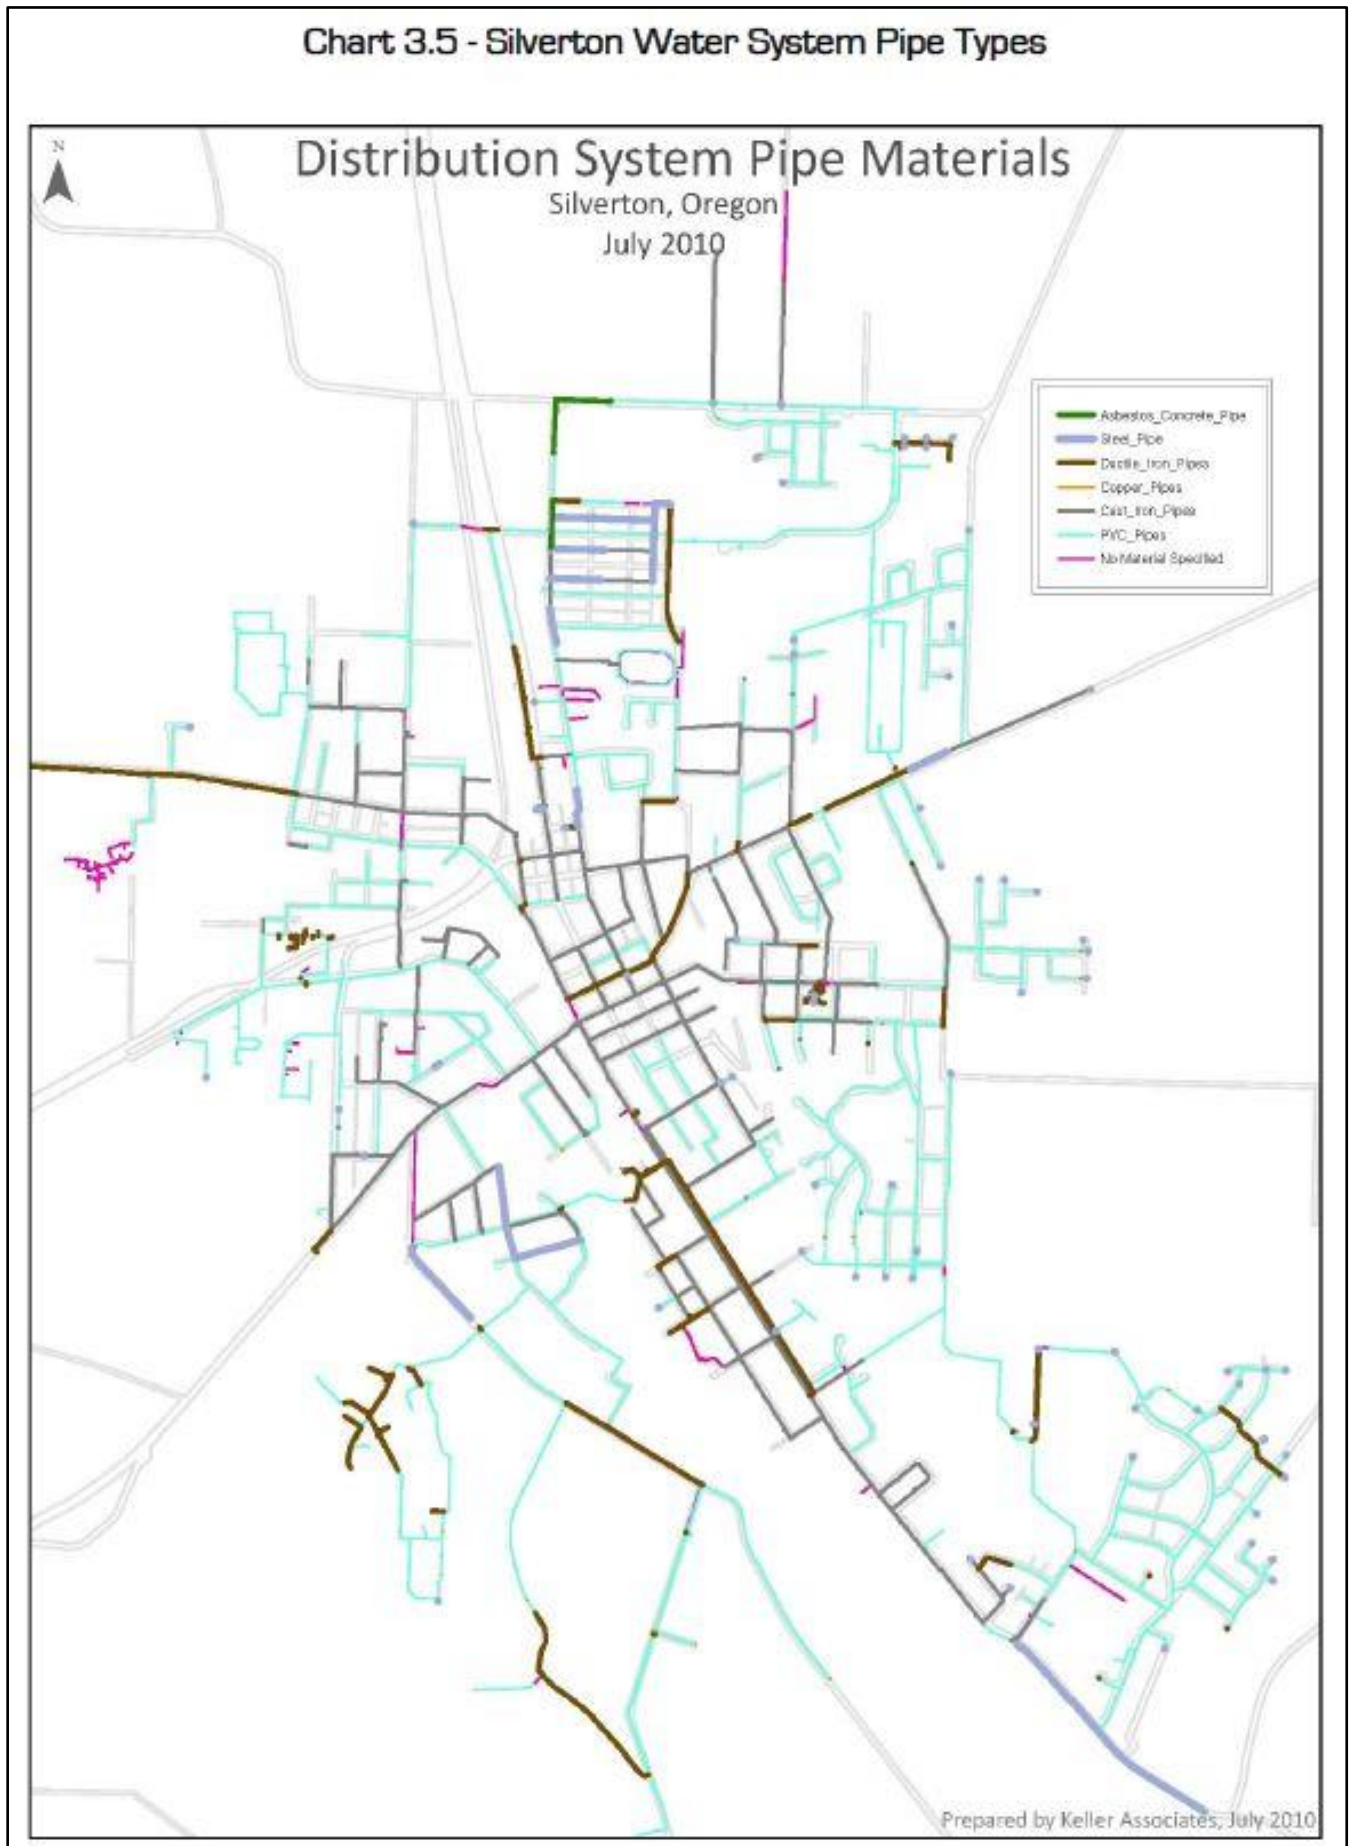 Chart 3.5 - Silverton Water System Pipe Types
N
Distribution System Pipe Materials
Silverton, Oregon
July 2010
Asbestos_Concrete_Pipe
Steel_Pipe
Ductile_Iron_Pipes
Copper_Pipes
Cast_Iron_Pipes
PVC_Pipes
No Material Specified
Prepared by Keller Associates, July 2010